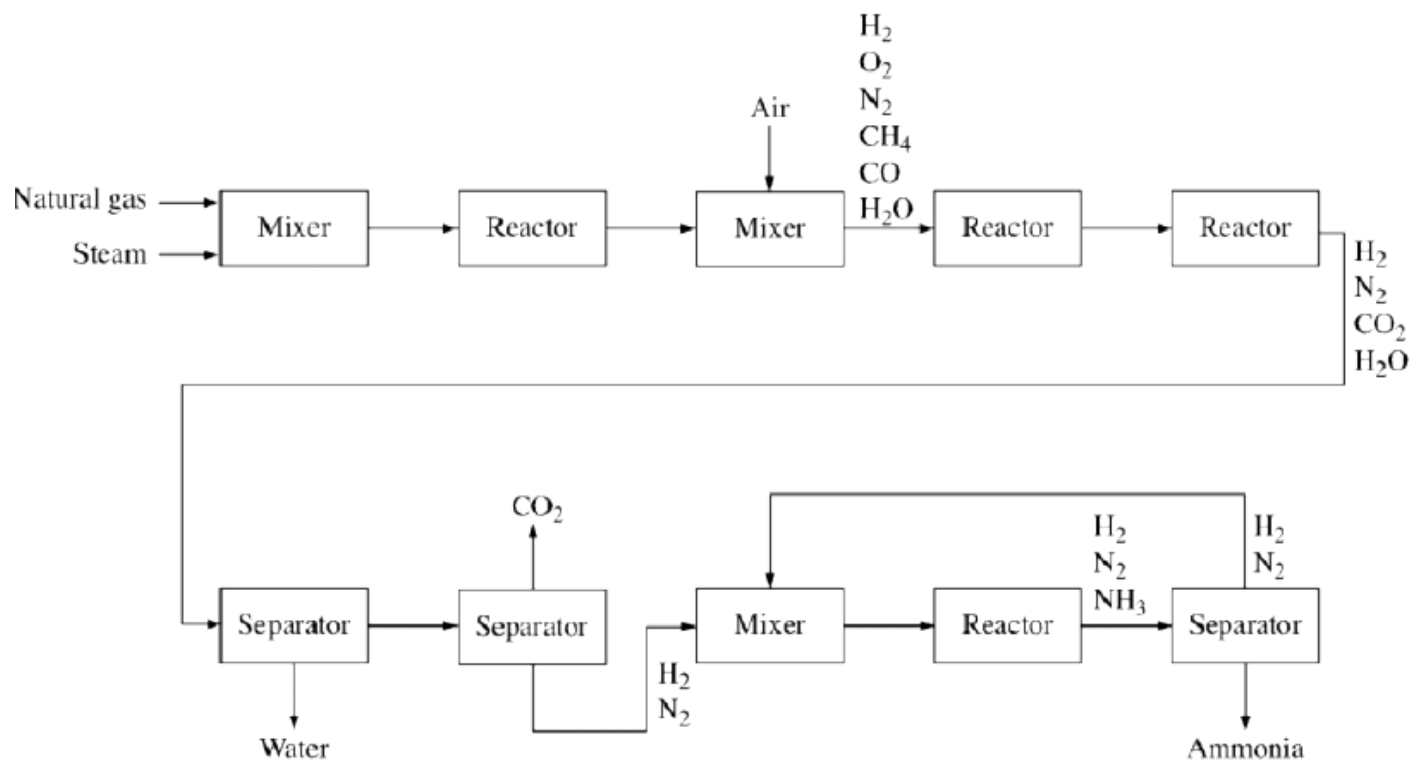 H₂
O₂
N₂
CH₄
CO
H₂O
Air
Natural gas
Steam
Mixer
Reactor
Mixer
Reactor
Reactor
H₂
N₂
CO₂
H₂O
CO₂
H₂
N₂
NH₃
H₂
N₂
Separator
Separator
Mixer
Reactor
Separator
H₂
N₂
Water
Ammonia